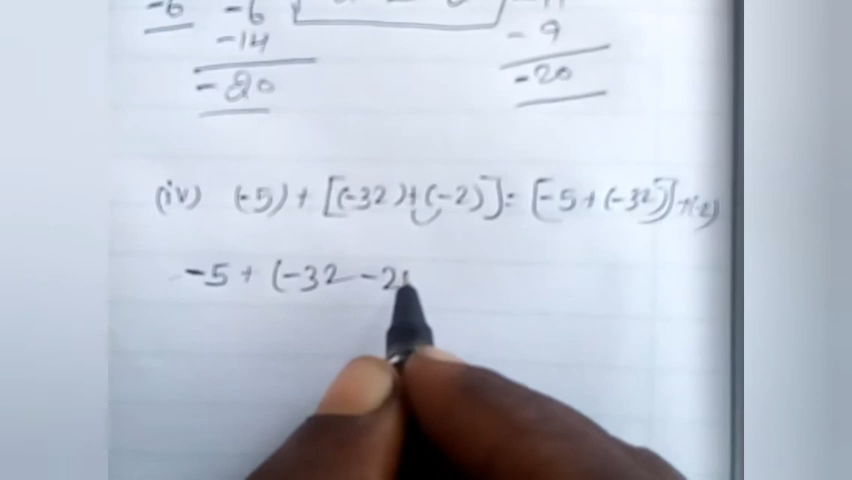 -6 -6
-14 - 9
-20 -20
(iv) (-5) + [(-32)+(-2)] = [-5+(-32)]+(-2)
-5 + (-32 -2